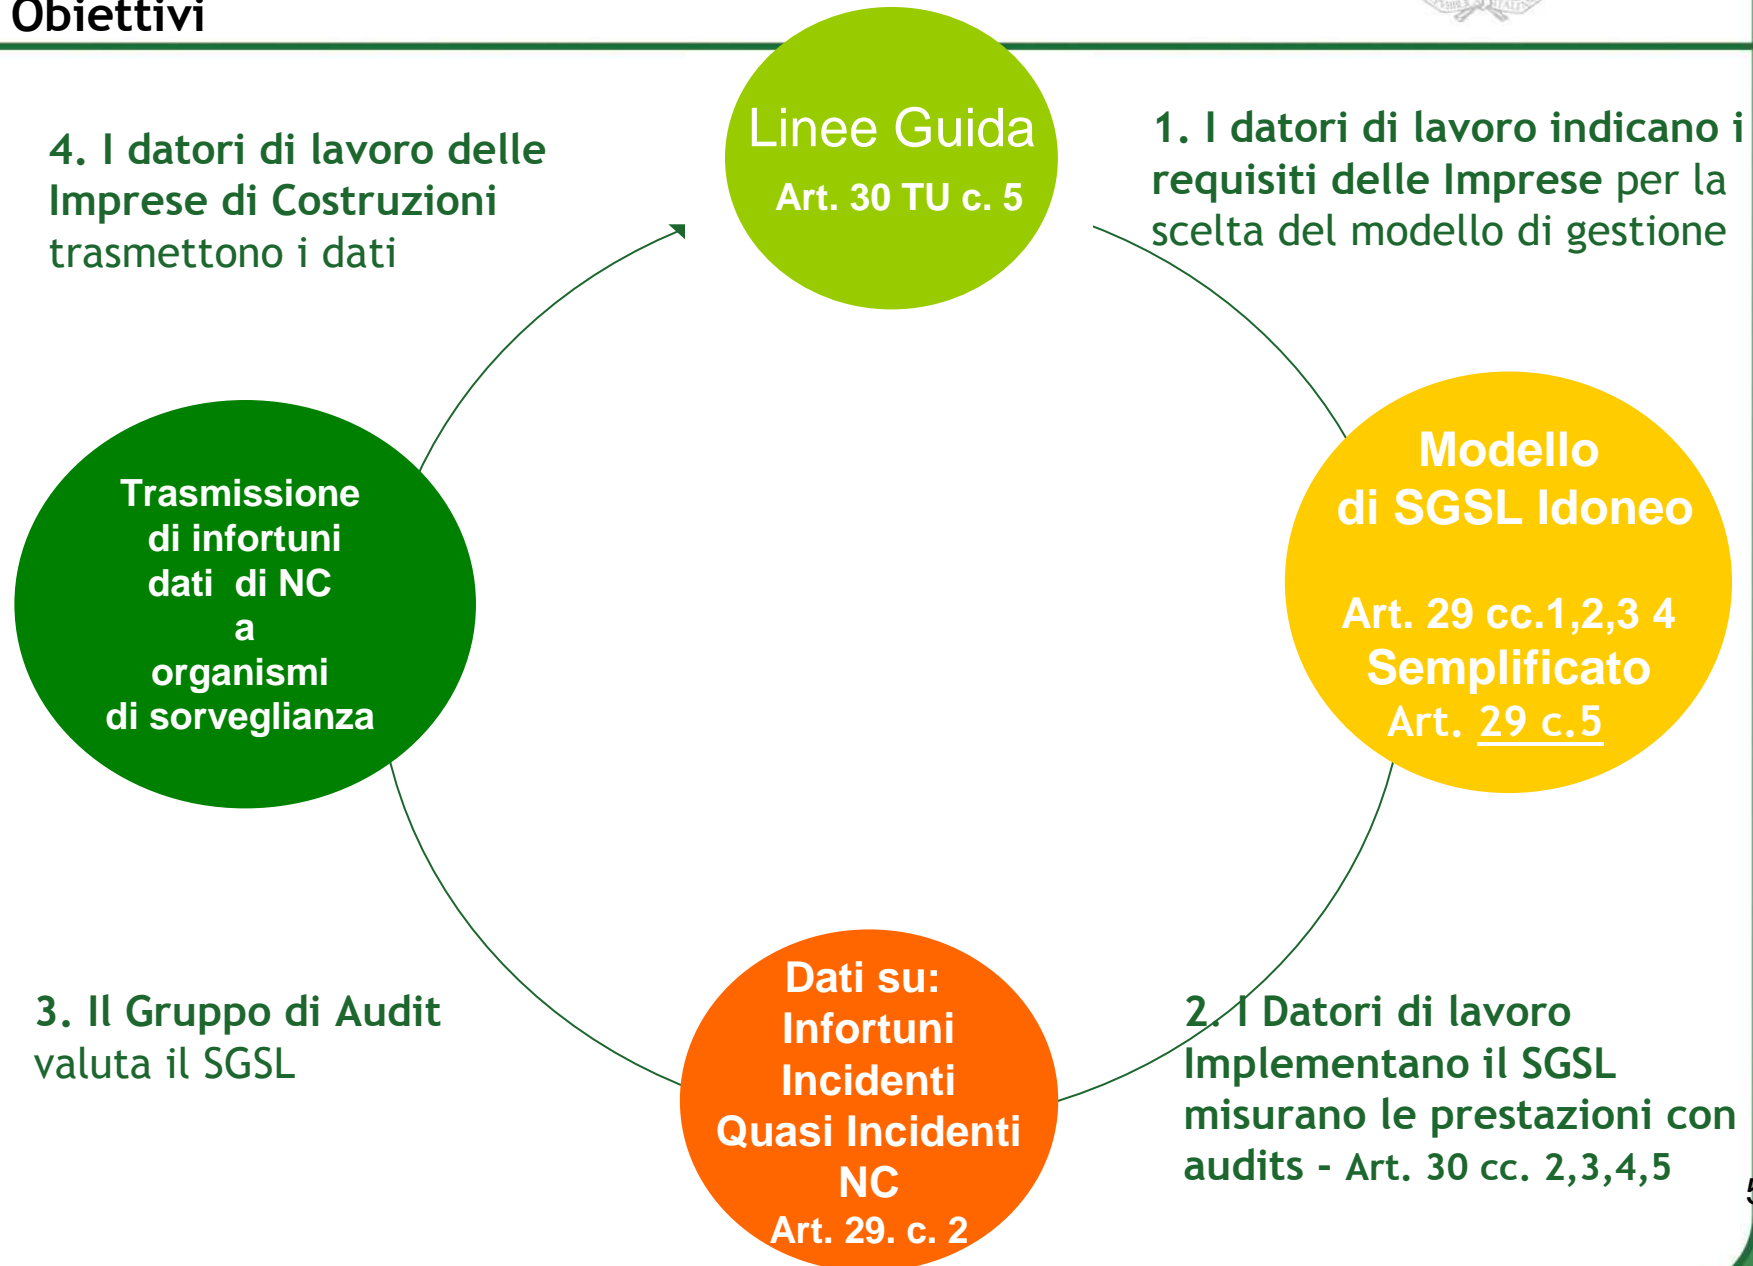 Obiettivi
Linee Guida
Art. 30 TU c. 5
1. I datori di lavoro indicano i
requisiti delle Imprese per la
scelta del modello di gestione
Modello
di SGSL Idoneo
Art. 29 cc.1,2,3 4
Semplificato
Art. 29 c.5
2. I Datori di lavoro
Implementano il SGSL
misurano le prestazioni con
audits - Art. 30 cc. 2,3,4,5
Dati su:
Infortuni
Incidenti
Quasi Incidenti
NC
Art. 29. c. 2
3. Il Gruppo di Audit
valuta il SGSL
Trasmissione
di infortuni
dati di NC
a
organismi
di sorveglianza
4. I datori di lavoro delle
Imprese di Costruzioni
trasmettono i dati